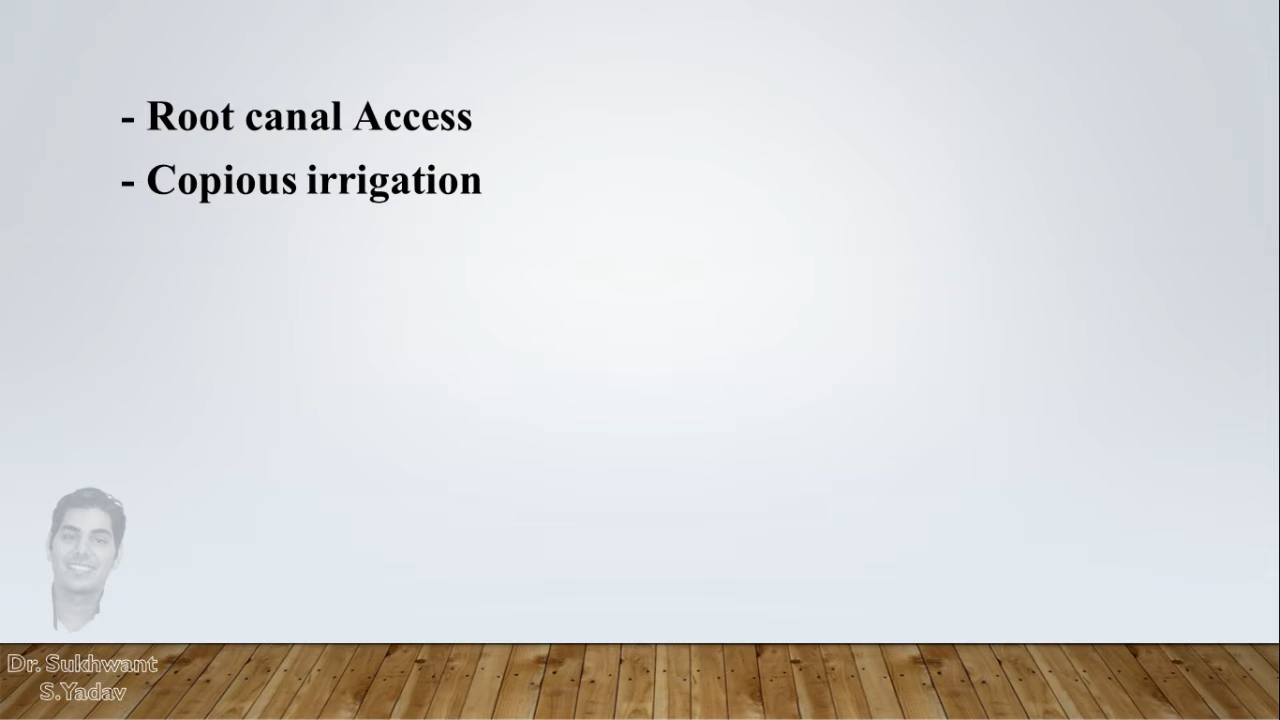 - Root canal Access
- Copious irrigation
Dr. Sukhwant
S.Yadav